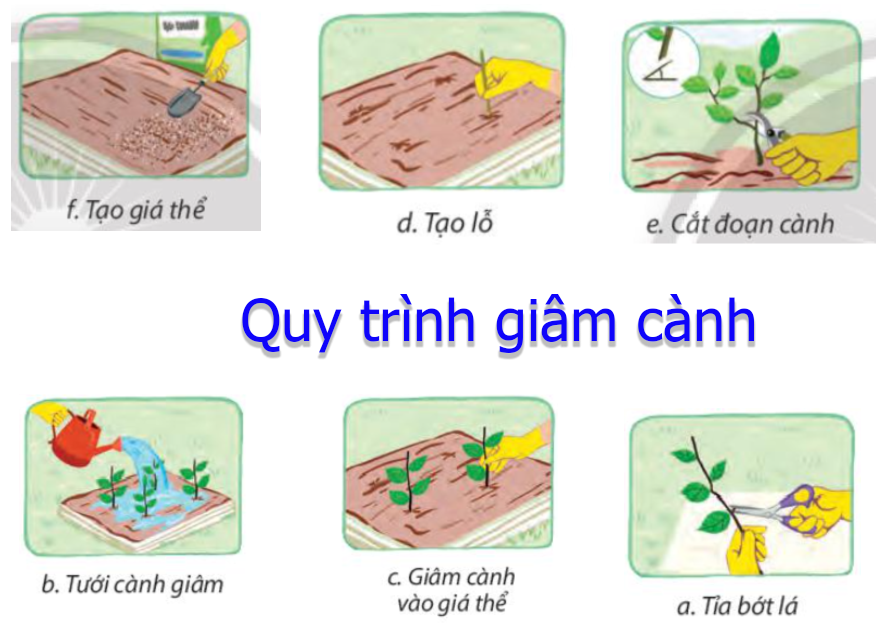 f. Tạo giá thể
d. Tạo lỗ
e. Cắt đoạn cành
Quy trình giâm cành
b. Tưới cành giâm
c. Giâm cành
vào giá thể
a. Tỉa bớt lá